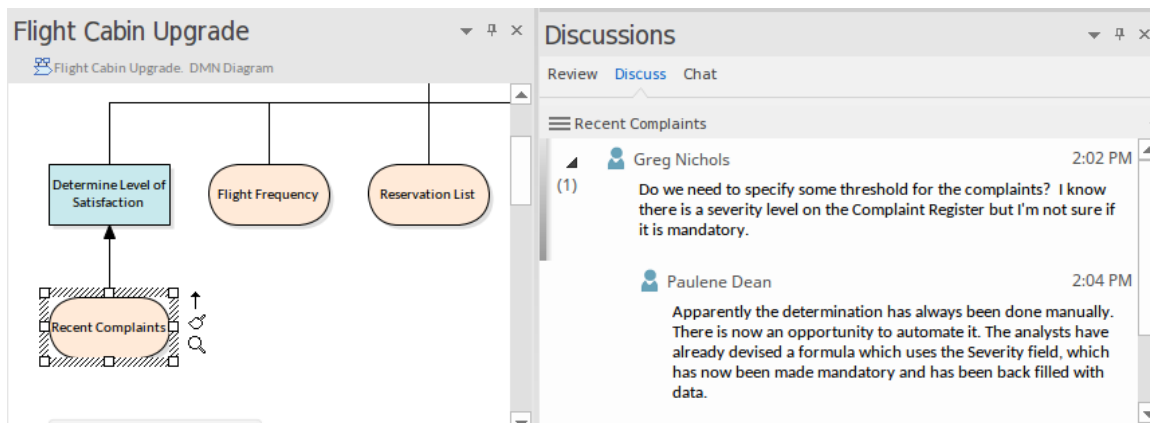 Flight Cabin Upgrade
Flight Cabin Upgrade. DMN Diagram
Determine Level of
Satisfaction
Flight Frequency
Reservation List
Recent Complaints
Discussions
Review Discuss Chat
Recent Complaints
Greg Nichols 2:02 PM
(1)
Do we need to specify some threshold for the complaints? I know
there is a severity level on the Complaint Register but I'm not sure if
it is mandatory.
Paulene Dean 2:04 PM
Apparently the determination has always been done manually.
There is now an opportunity to automate it. The analysts have
already devised a formula which uses the Severity field, which
has now been made mandatory and has been back filled with
data.